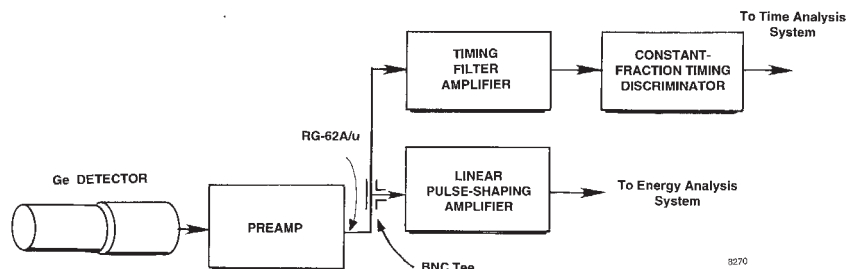 To Time Analysis
System
TIMING
FILTER
AMPLIFIER
CONSTANT-
FRACTION TIMING
DISCRIMINATOR
RG-62A/u
Ge DETECTOR
PREAMP
LINEAR
PULSE-SHAPING
AMPLIFIER
To Energy Analysis
System
BNC Tee
8270